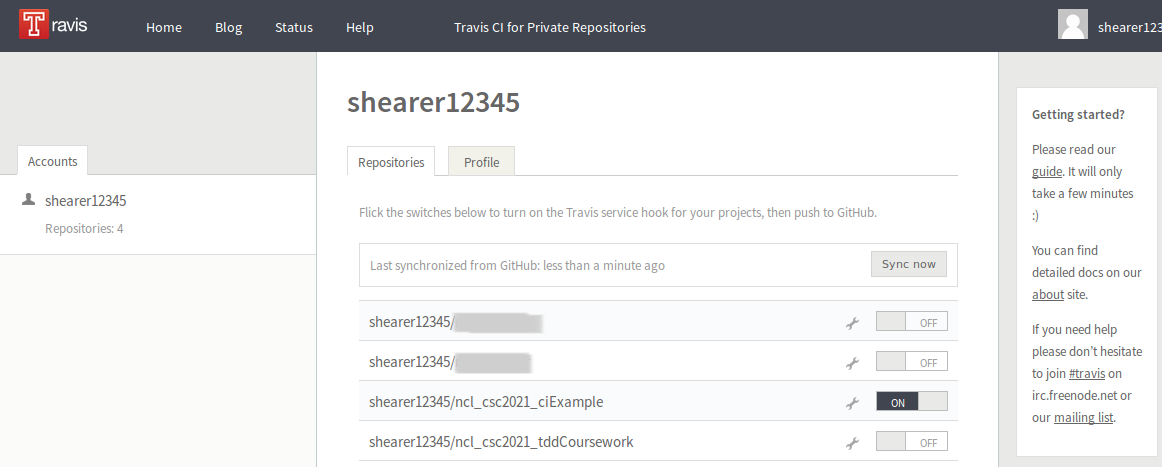 Travis
Home
Blog
Status
Help
Travis CI for Private Repositories
shearer123
Accounts
shearer12345
Repositories: 4
shearer12345
Repositories
Profile
Flick the switches below to turn on the Travis service hook for your projects, then push to GitHub.
Last synchronized from GitHub: less than a minute ago
Sync now
shearer12345/
OFF
shearer12345/
OFF
shearer12345/ncl_csc2021_ciExample
ON
shearer12345/ncl_csc2021_tddCoursework
OFF
Getting started?
Please read our
guide. It will only
take a few minutes
:)
You can find
detailed docs on our
about site.
If you need help
please don't hesitate
to join #travis on
irc.freenode.net or
our mailing list.